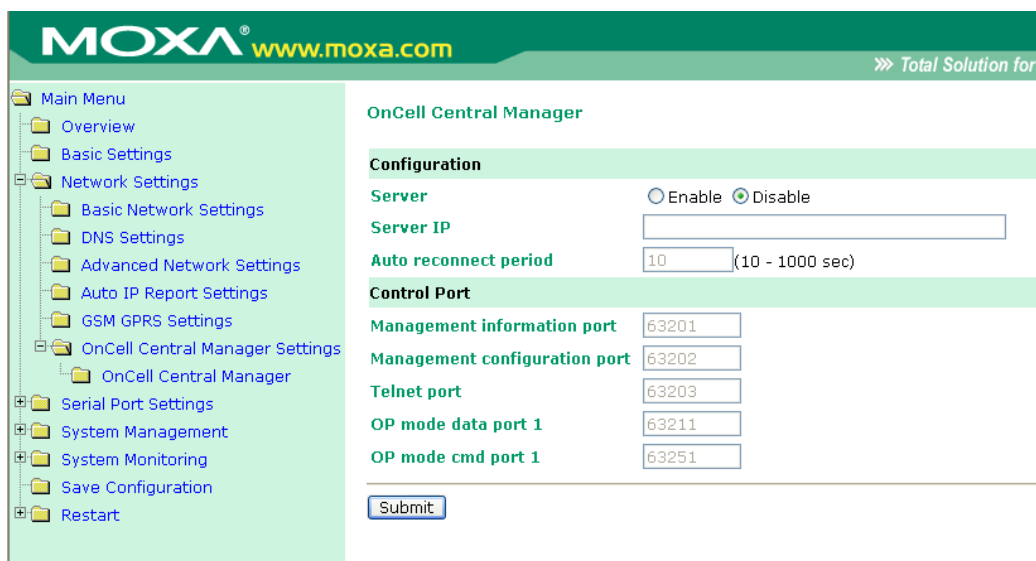 MOXA® www.moxa.com
Total Solution for
Main Menu
Overview
Basic Settings
Network Settings
Basic Network Settings
DNS Settings
Advanced Network Settings
Auto IP Report Settings
GSM GPRS Settings
OnCell Central Manager Settings
OnCell Central Manager
Serial Port Settings
System Management
System Monitoring
Save Configuration
Restart
OnCell Central Manager
Configuration
Server Enable Disable
Server IP
Auto reconnect period 10 (10 - 1000 sec)
Control Port
Management information port 63201
Management configuration port 63202
Telnet port 63203
OP mode data port 1 63211
OP mode cmd port 1 63251
Submit